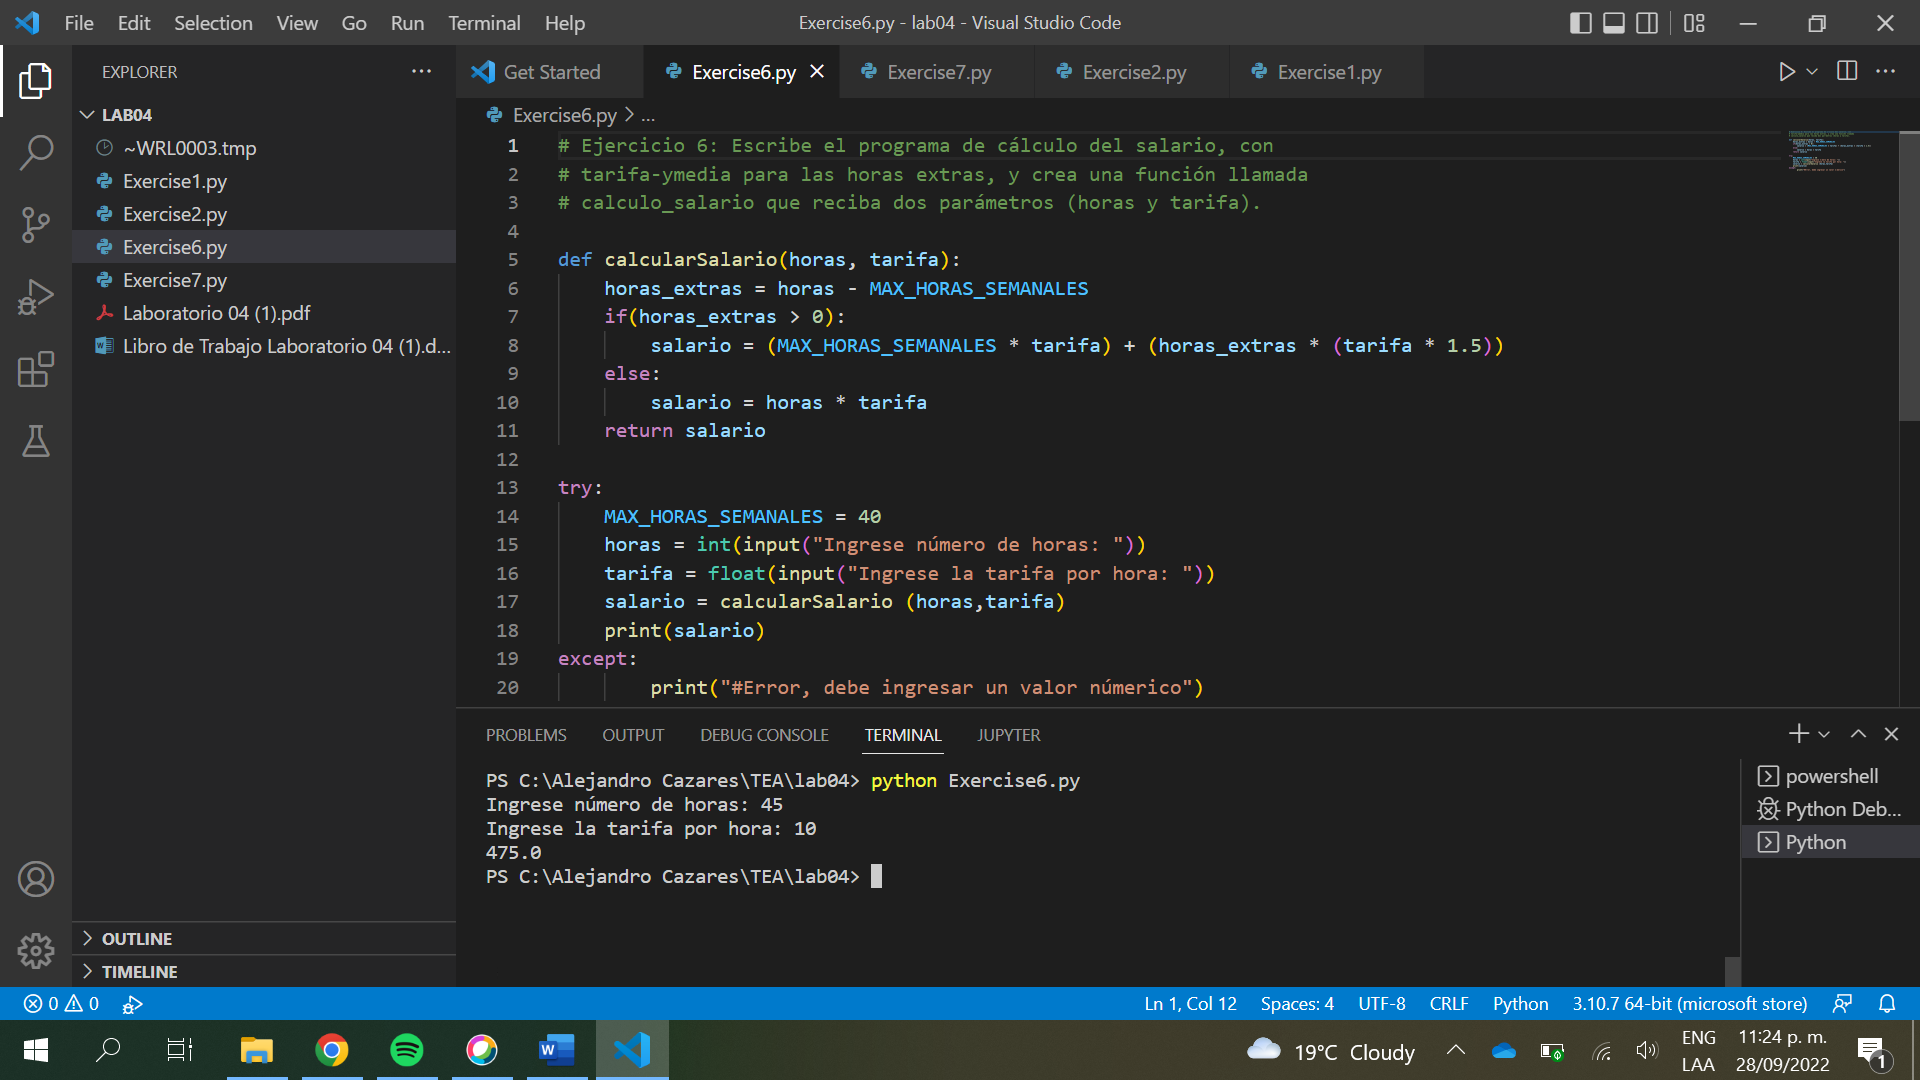 File Edit Selection View Go Run Terminal Help
Exercise6.py - lab04 - Visual Studio Code
EXPLORER
LAB04
~WRL0003.tmp
Exercise1.py
Exercise2.py
Exercise6.py
Exercise7.py
Laboratorio 04 (1).pdf
Libro de Trabajo Laboratorio 04 (1).d...
OUTLINE
TIMELINE
Get Started
Exercise6.py
Exercise7.py
Exercise2.py
Exercise1.py
Exercise6.py > ...
1 # Ejercicio 6: Escribe el programa de cálculo del salario, con
2 # tarifa-ymedia para las horas extras, y crea una función llamada
3 # calculo_salario que reciba dos parámetros (horas y tarifa).
4
5 def calcularSalario(horas, tarifa):
6     horas_extras = horas - MAX_HORAS_SEMANALES
7     if(horas_extras > 0):
8         salario = (MAX_HORAS_SEMANALES * tarifa) + (horas_extras * (tarifa * 1.5))
9     else:
10         salario = horas * tarifa
11     return salario
12
13 try:
14     MAX_HORAS_SEMANALES = 40
15     horas = int(input("Ingrese número de horas: "))
16     tarifa = float(input("Ingrese la tarifa por hora: "))
17     salario = calcularSalario (horas,tarifa)
18     print(salario)
19 except:
20         print("#Error, debe ingresar un valor númerico")
PROBLEMS OUTPUT DEBUG CONSOLE TERMINAL JUPYTER
PS C:\Alejandro Cazares\TEA\lab04> python Exercise6.py
Ingrese número de horas: 45
Ingrese la tarifa por hora: 10
475.0
PS C:\Alejandro Cazares\TEA\lab04>
powershell
Python Deb...
Python
0 0
Ln 1, Col 12 Spaces: 4 UTF-8 CRLF Python 3.10.7 64-bit (microsoft store)
19°C Cloudy
ENG
LAA
11:24 p. m.
28/09/2022
1